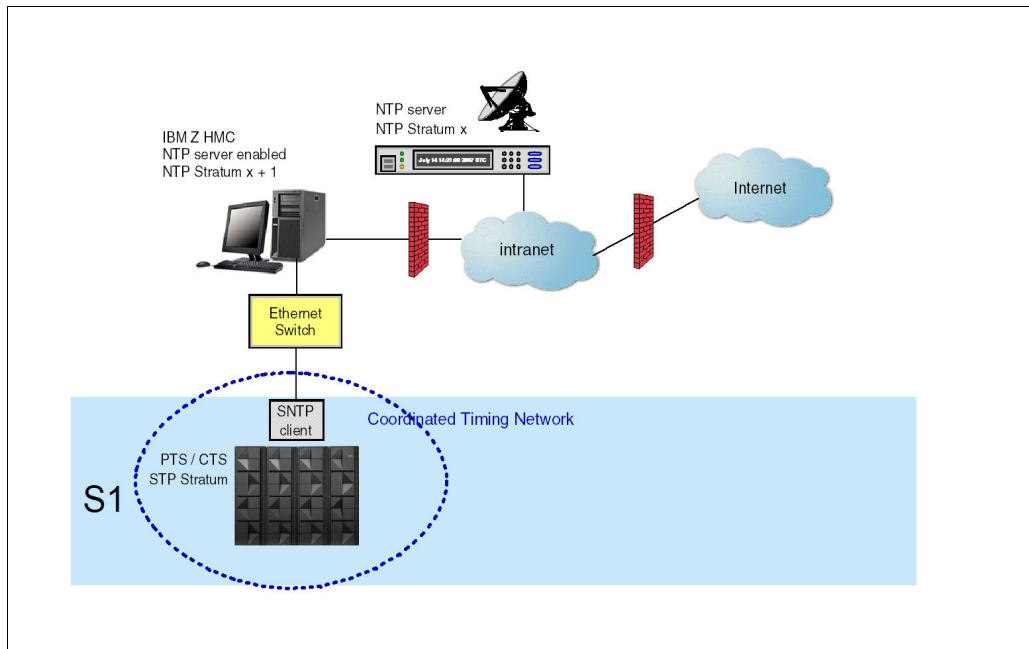 NTP server
NTP Stratum x
IBM Z HMC
NTP server enabled
NTP Stratum x + 1
Internet
intranet
Ethernet
Switch
SNTP
client
Coordinated Timing Network
PTS / CTS
STP Stratum
S1